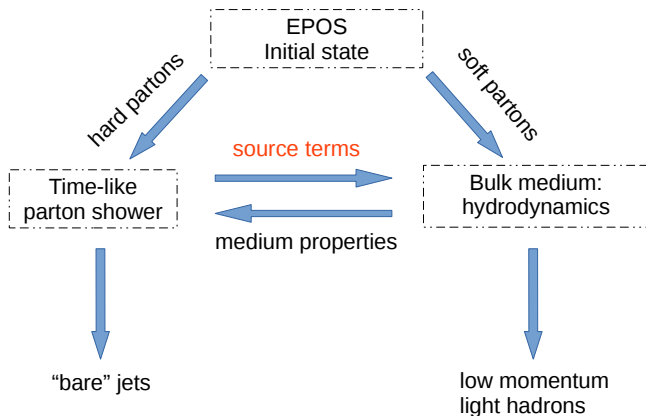 EPOS
Initial state
hard partons
soft partons
source terms
Time-like
parton shower
Bulk medium:
hydrodynamics
medium properties
“bare” jets
low momentum
light hadrons